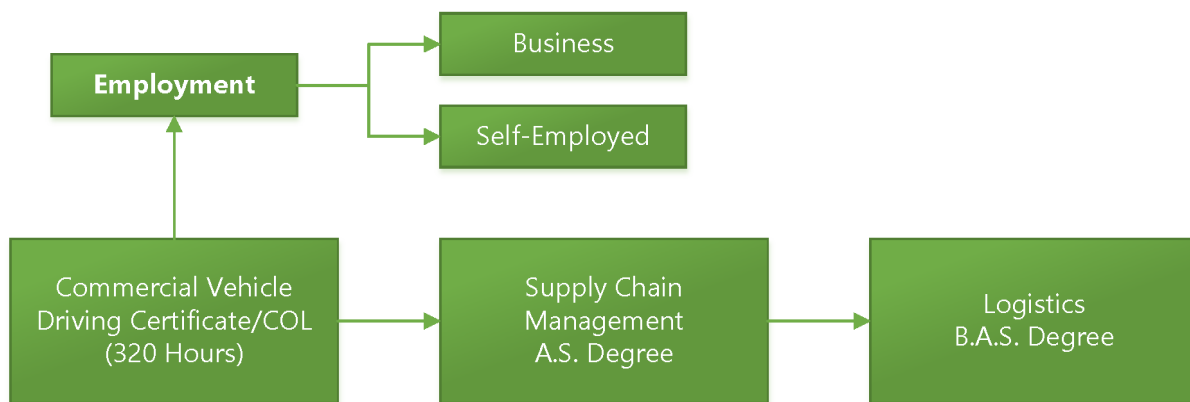 Business
Employment
Self-Employed
Commercial Vehicle
Driving Certificate/COL
(320 Hours)
Supply Chain
Management
A.S. Degree
Logistics
B.A.S. Degree